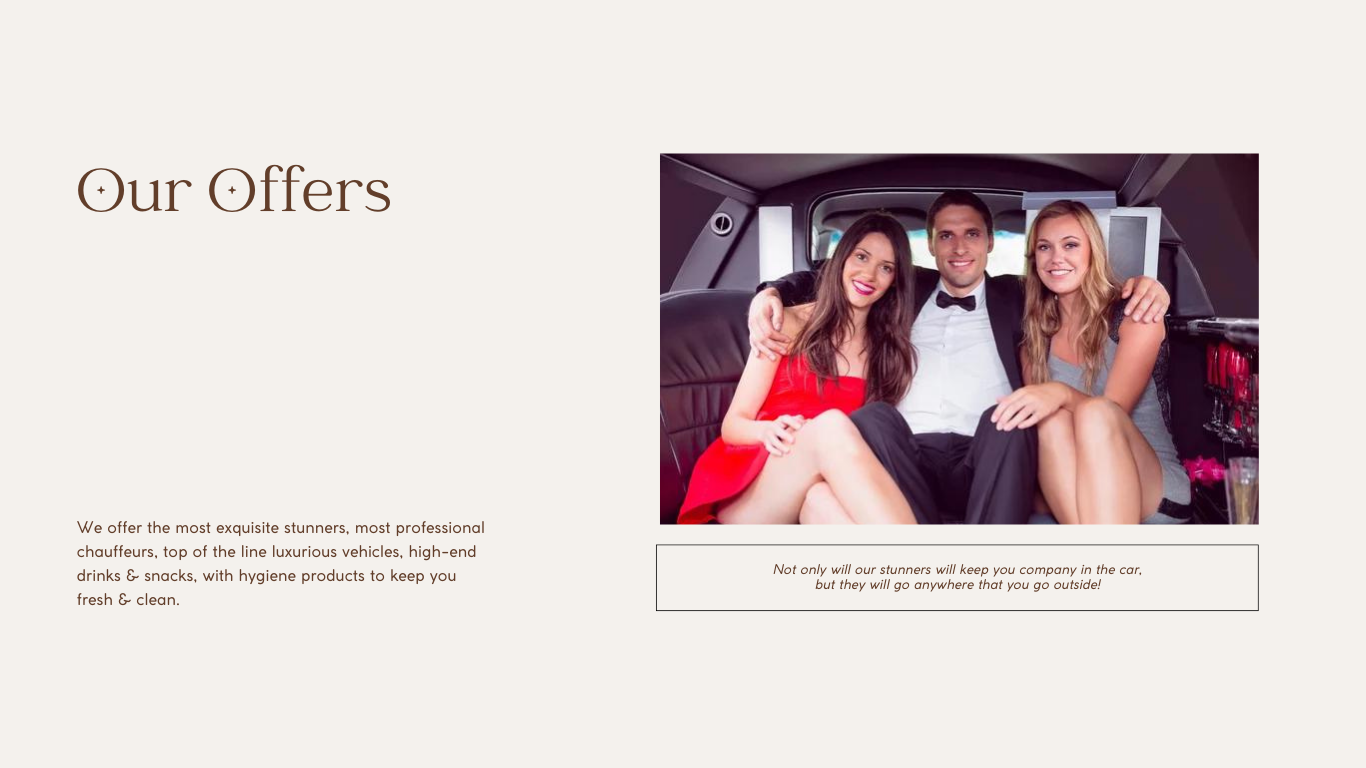 Our Offers
We offer the most exquisite stunners, most professional
chauffeurs, top of the line luxurious vehicles, high-end
drinks & snacks, with hygiene products to keep you
fresh & clean.
Not only will our stunners will keep you company in the car,
but they will go anywhere that you go outside!